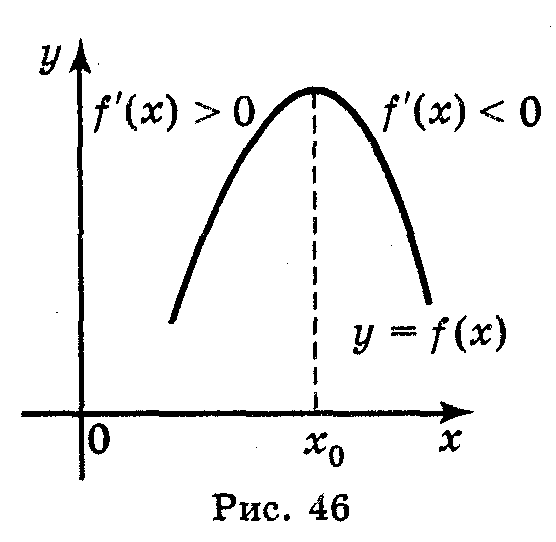 y
f'(x) > 0
f'(x) < 0
y = f(x)
0
x₀
x
Рис. 46